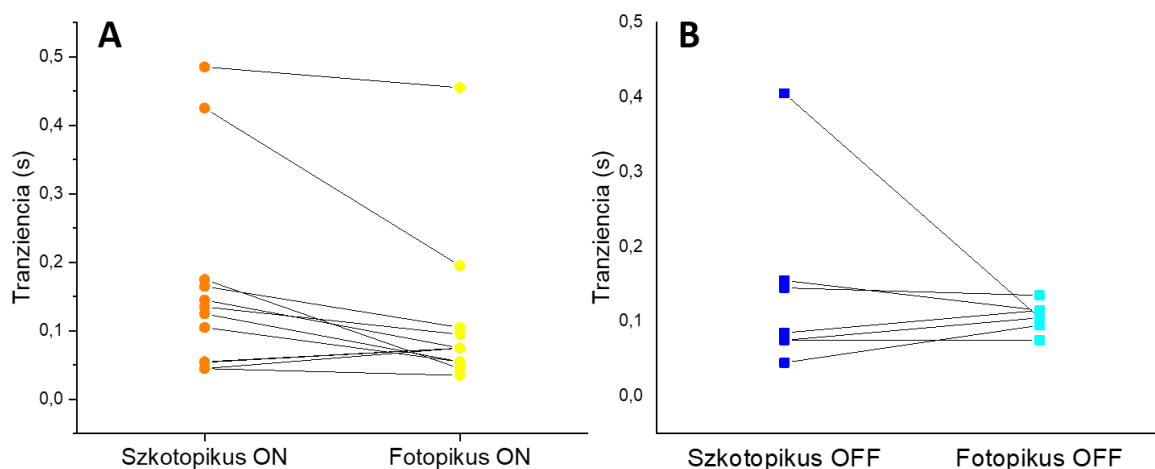 A
Tranziencia (s)
0,5
0,4
0,3
0,2
0,1
0,0
Szkotopikus ON
Fotopikus ON
B
Tranziencia (s)
0,5
0,4
0,3
0,2
0,1
0,0
Szkotopikus OFF
Fotopikus OFF